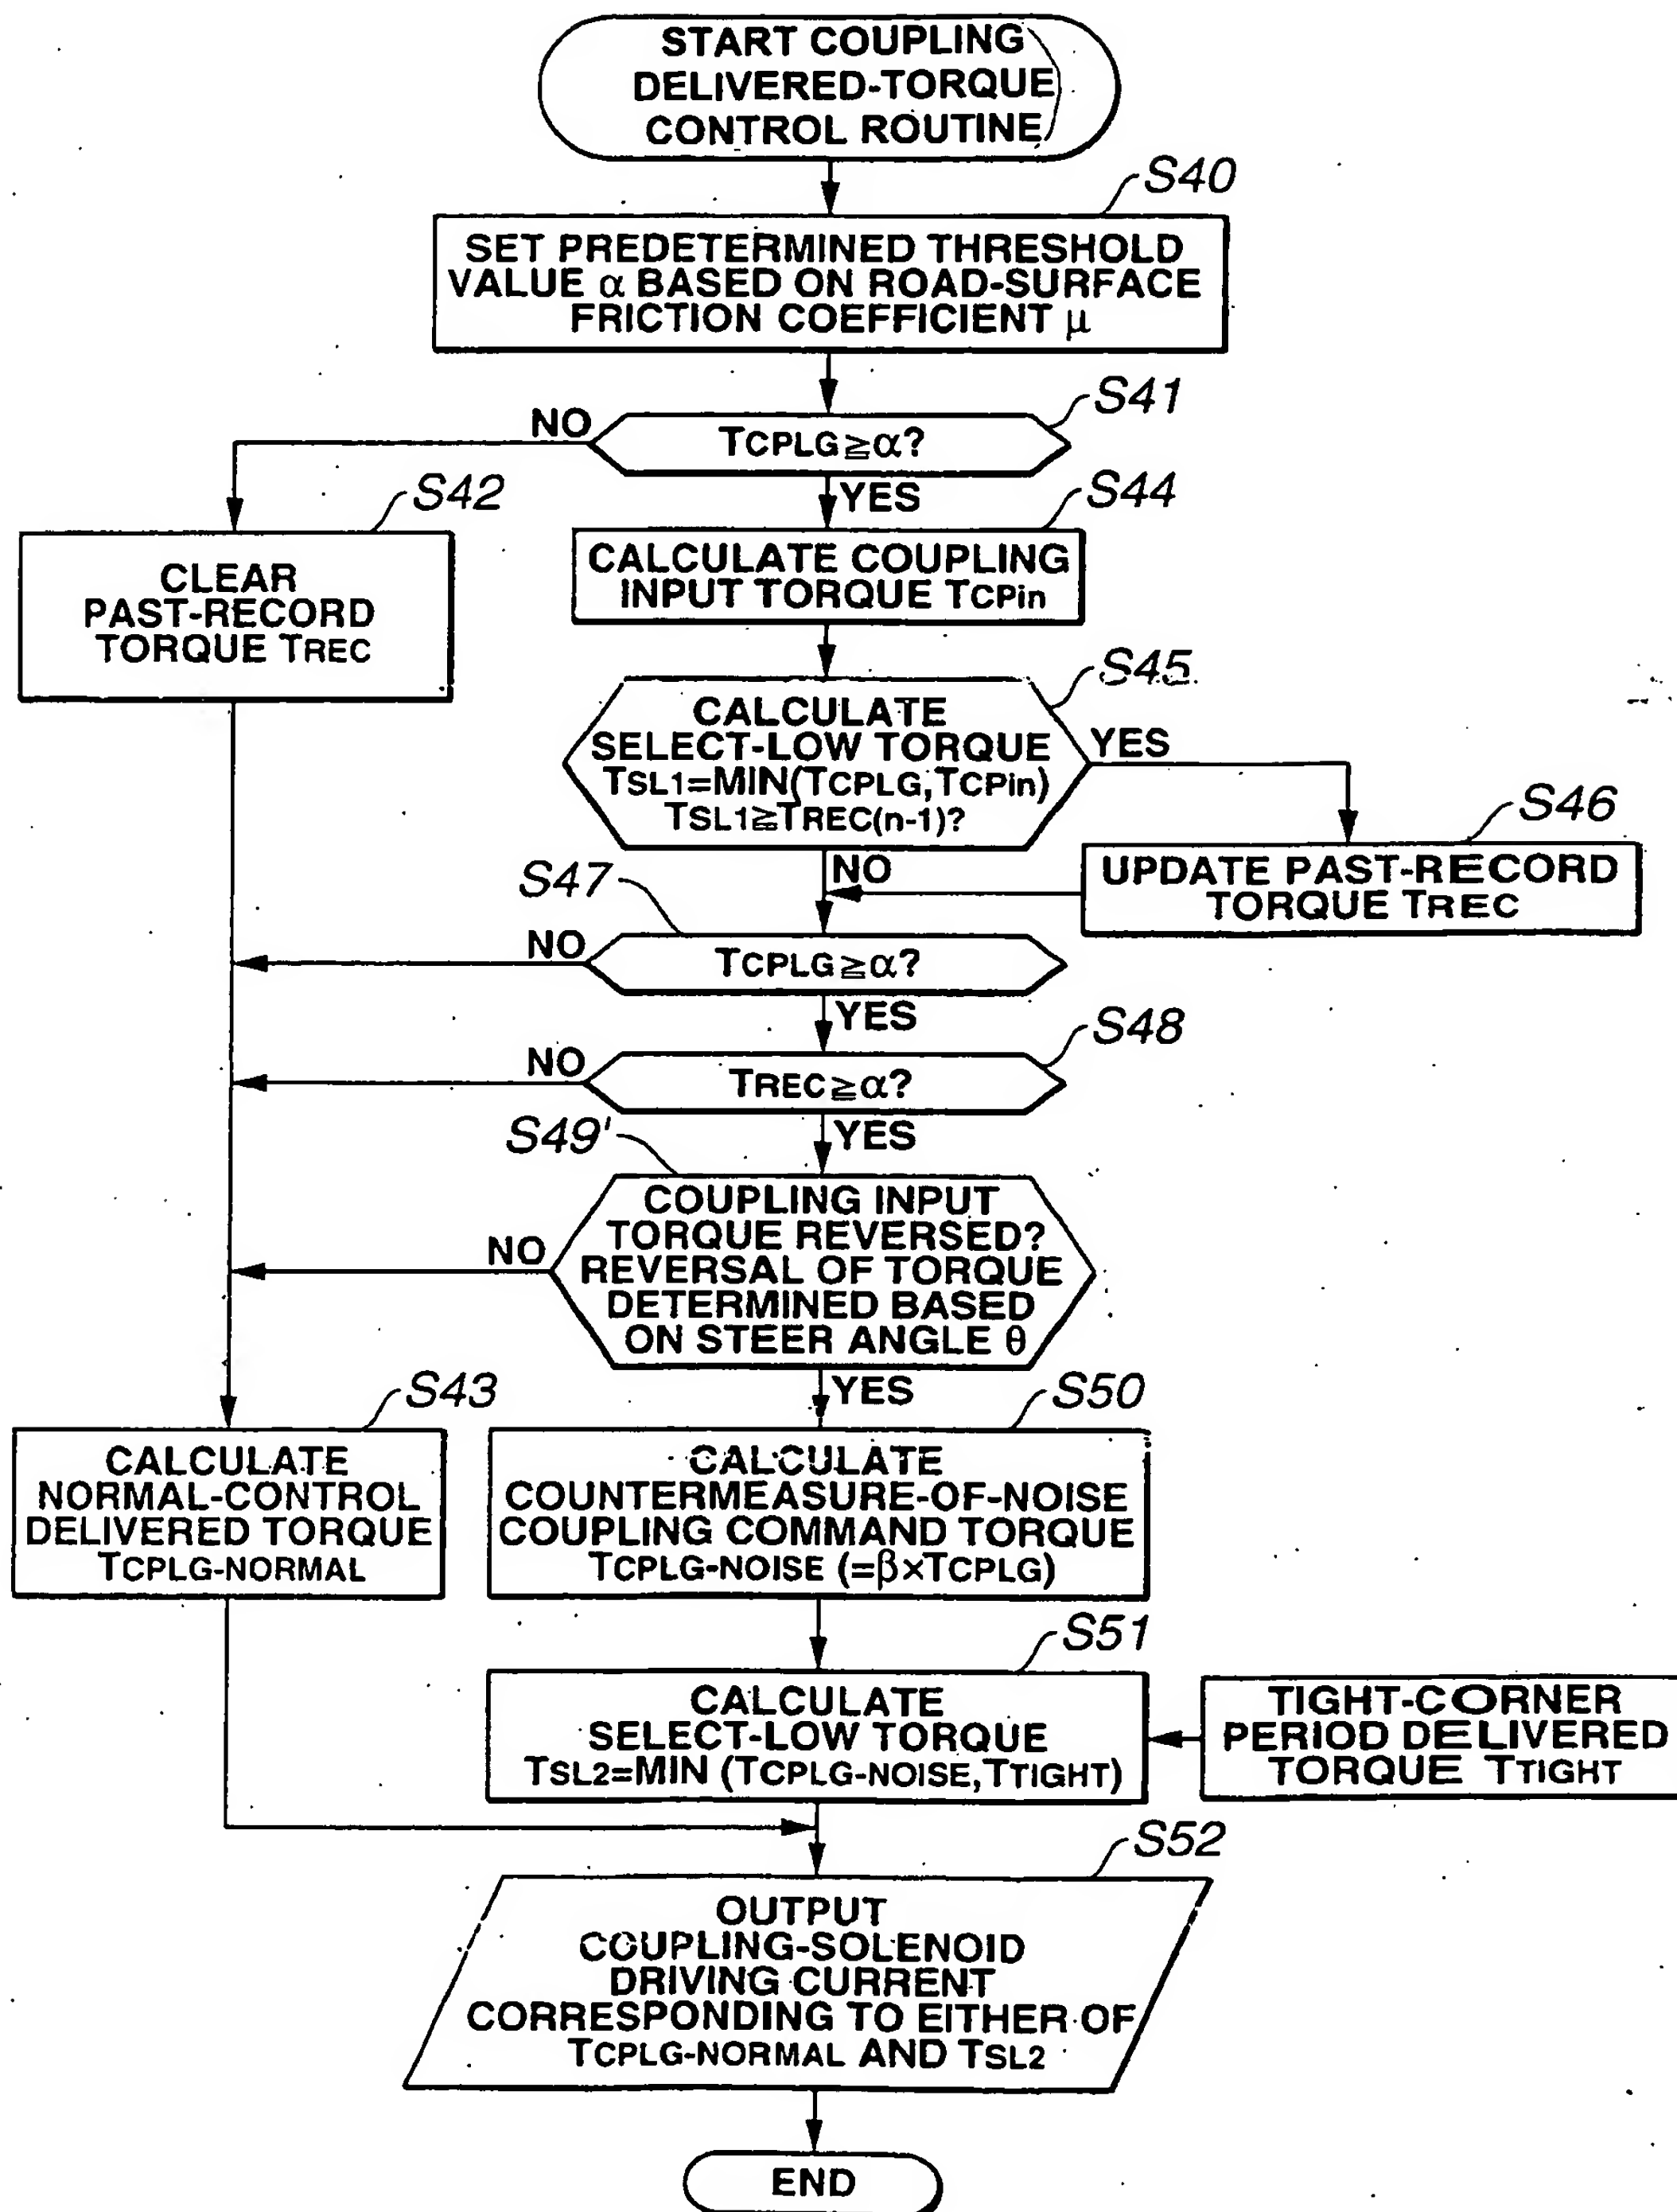 START COUPLING
DELIVERED-TORQUE
CONTROL ROUTINE
S40
SET PREDETERMINED THRESHOLD
VALUE α BASED ON ROAD-SURFACE
FRICTION COEFFICIENT μ
S41
NO
TCPLG≧α?
YES
S42
CLEAR
PAST-RECORD
TORQUE TREC
S44
CALCULATE COUPLING
INPUT TORQUE TCPin
S45
CALCULATE
SELECT-LOW TORQUE
TSL1=MIN(TCPLG,TCPin)
TSL1≧TREC(n-1)?
YES
NO
S46
UPDATE PAST-RECORD
TORQUE TREC
S47
NO
TCPLG≧α?
YES
S48
NO
TREC≧α?
YES
S49'
NO
COUPLING INPUT
TORQUE REVERSED?
REVERSAL OF TORQUE
DETERMINED BASED
ON STEER ANGLE θ
YES
S43
CALCULATE
NORMAL-CONTROL
DELIVERED TORQUE
TCPLG-NORMAL
S50
CALCULATE
COUNTERMEASURE-OF-NOISE
COUPLING COMMAND TORQUE
TCPLG-NOISE (=β×TCPLG)
S51
CALCULATE
SELECT-LOW TORQUE
TSL2=MIN (TCPLG-NOISE,TTIGHT)
TIGHT-CORNER
PERIOD DELIVERED
TORQUE TTIGHT
S52
OUTPUT
COUPLING-SOLENOID
DRIVING CURRENT
CORRESPONDING TO EITHER OF
TCPLG-NORMAL AND TSL2
END